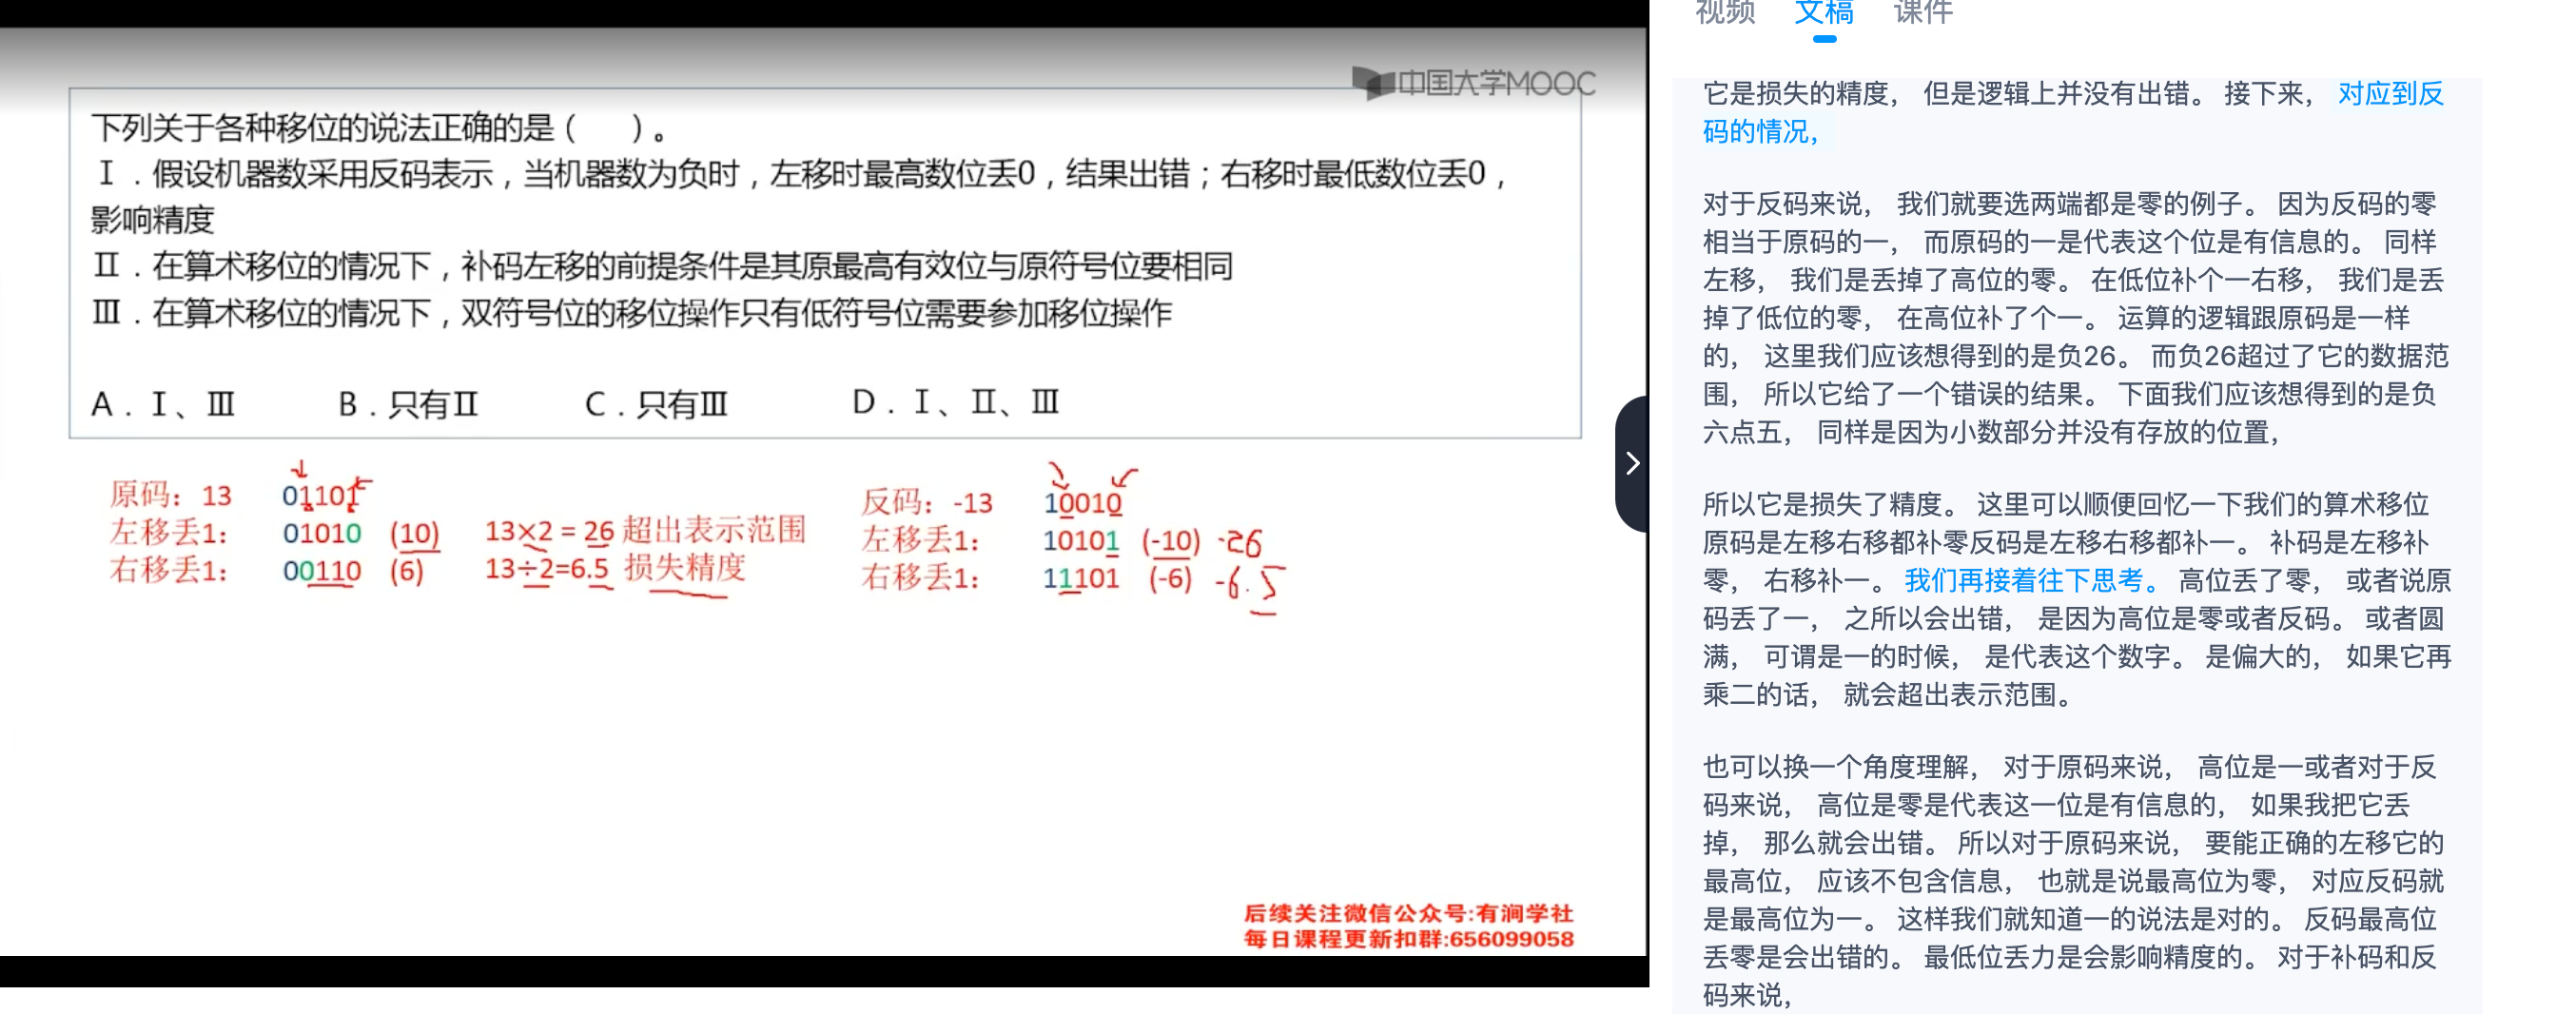 中国大学MOOC
下列关于各种移位的说法正确的是（　　）。
Ⅰ．假设机器数采用反码表示，当机器数为负时，左移时最高数位丢0，结果出错；右移时最低数位丢0，
影响精度
Ⅱ．在算术移位的情况下，补码左移的前提条件是其原最高有效位与原符号位要相同
Ⅲ．在算术移位的情况下，双符号位的移位操作只有低符号位需要参加移位操作
A．Ⅰ、Ⅲ　B．只有Ⅱ　C．只有Ⅲ　D．Ⅰ、Ⅱ、Ⅲ
原码：13　01101
左移丢1：　01010　(10)　13×2 = 26 超出表示范围
右移丢1：　00110　(6)　13÷2=6.5 损失精度
反码：-13　10010
左移丢1：　10101　(-10)　-26
右移丢1：　11101　(-6)　-6.5
后续关注微信公众号:有涧学社
每日课程更新扣群:656099058
视频　文稿　课件
它是损失的精度， 但是逻辑上并没有出错。 接下来， 对应到反
码的情况，
对于反码来说， 我们就要选两端都是零的例子。 因为反码的零
相当于原码的一， 而原码的一是代表这个位是有信息的。 同样
左移， 我们是丢掉了高位的零。 在低位补个一右移， 我们是丢
掉了低位的零， 在高位补了个一。 运算的逻辑跟原码是一样
的， 这里我们应该想得到的是负26。 而负26超过了它的数据范
围， 所以它给了一个错误的结果。 下面我们应该想得到的是负
六点五， 同样是因为小数部分并没有存放的位置，
所以它是损失了精度。 这里可以顺便回忆一下我们的算术移位
原码是左移右移都补零反码是左移右移都补一。 补码是左移补
零， 右移补一。 我们再接着往下思考。 高位丢了零， 或者说原
码丢了一， 之所以会出错， 是因为高位是零或者反码。 或者圆
满， 可谓是一的时候， 是代表这个数字。 是偏大的， 如果它再
乘二的话， 就会超出表示范围。
也可以换一个角度理解， 对于原码来说， 高位是一或者对于反
码来说， 高位是零是代表这一位是有信息的， 如果我把它丢
掉， 那么就会出错。 所以对于原码来说， 要能正确的左移它的
最高位， 应该不包含信息， 也就是说最高位为零， 对应反码就
是最高位为一。 这样我们就知道一的说法是对的。 反码最高位
丢零是会出错的。 最低位丢力是会影响精度的。 对于补码和反
码来说，